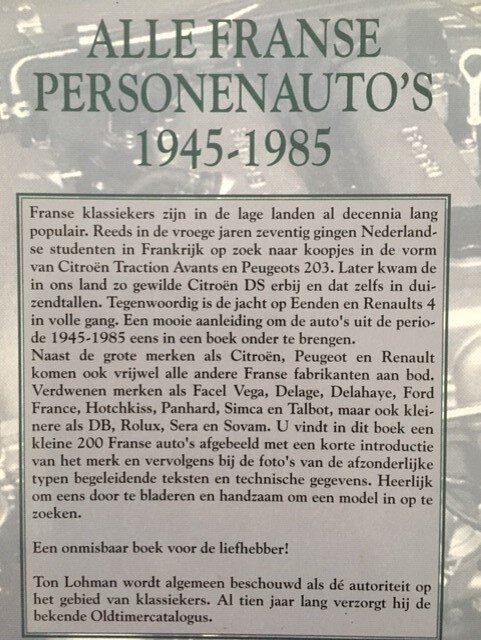 ALLE FRANSE
PERSONENAUTO'S
1945-1985
Franse klassiekers zijn in de lage landen al decennia lang
populair. Reeds in de vroege jaren zeventig gingen Nederland-
se studenten in Frankrijk op zoek naar koopjes in de vorm
van Citroën Traction Avants en Peugeots 203. Later kwam de
in ons land zo gewilde Citroën DS erbij en dat zelfs in dui-
zendtallen. Tegenwoordig is de jacht op Eenden en Renaults 4
in volle gang. Een mooie aanleiding om de auto's uit de perio-
de 1945-1985 eens in een boek onder te brengen.
Naast de grote merken als Citroën, Peugeot en Renault
komen ook vrijwel alle andere Franse fabrikanten aan bod.
Verdwenen merken als Facel Vega, Delage, Delahaye, Ford
France, Hotchkiss, Panhard, Simca en Talbot, maar ook klei-
nere als DB, Rolux, Sera en Sovam. U vindt in dit boek een
kleine 200 Franse auto's afgebeeld met een korte introductie
van het merk en vervolgens bij de foto's van de afzonderlijke
typen begeleidende teksten en technische gegevens. Heerlijk
om eens door te bladeren en handzaam om een model in op te
zoeken.
Een onmisbaar boek voor de liefhebber!
Ton Lohman wordt algemeen beschouwd als dé autoriteit op
het gebied van klassiekers. Al tien jaar lang verzorgt hij de
bekende Oldtimercatalogus.